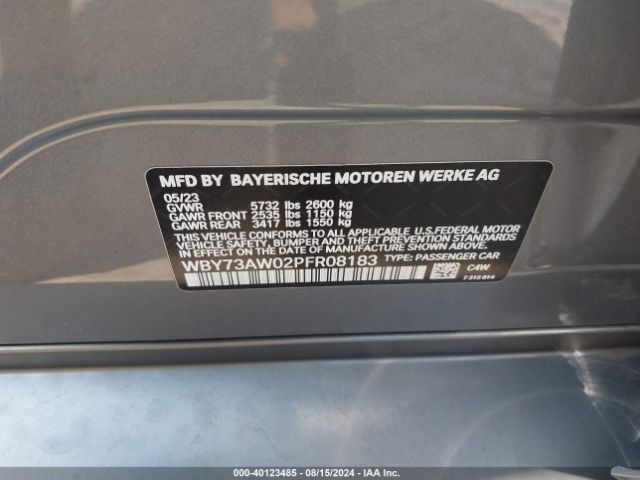 MFD BY BAYERISCHE MOTOREN WERKE AG
05/23
GVWR 5732 lbs 2600 kg
GAWR FRONT 2535 lbs 1150 kg
GAWR REAR 3417 lbs 1550 kg
THIS VEHICLE CONFORMS TO ALL APPLICABLE U.S.FEDERAL MOTOR
VEHICLE SAFETY, BUMPER, AND THEFT PREVENTION STANDARDS
IN EFFECT ON THE DATE OF MANUFACTURE SHOWN ABOVE.
WBY73AW02PFR08183 TYPE: PASSENGER CAR
C4W
7 315 814
000-40123485 - 08/15/2024 - IAA Inc.